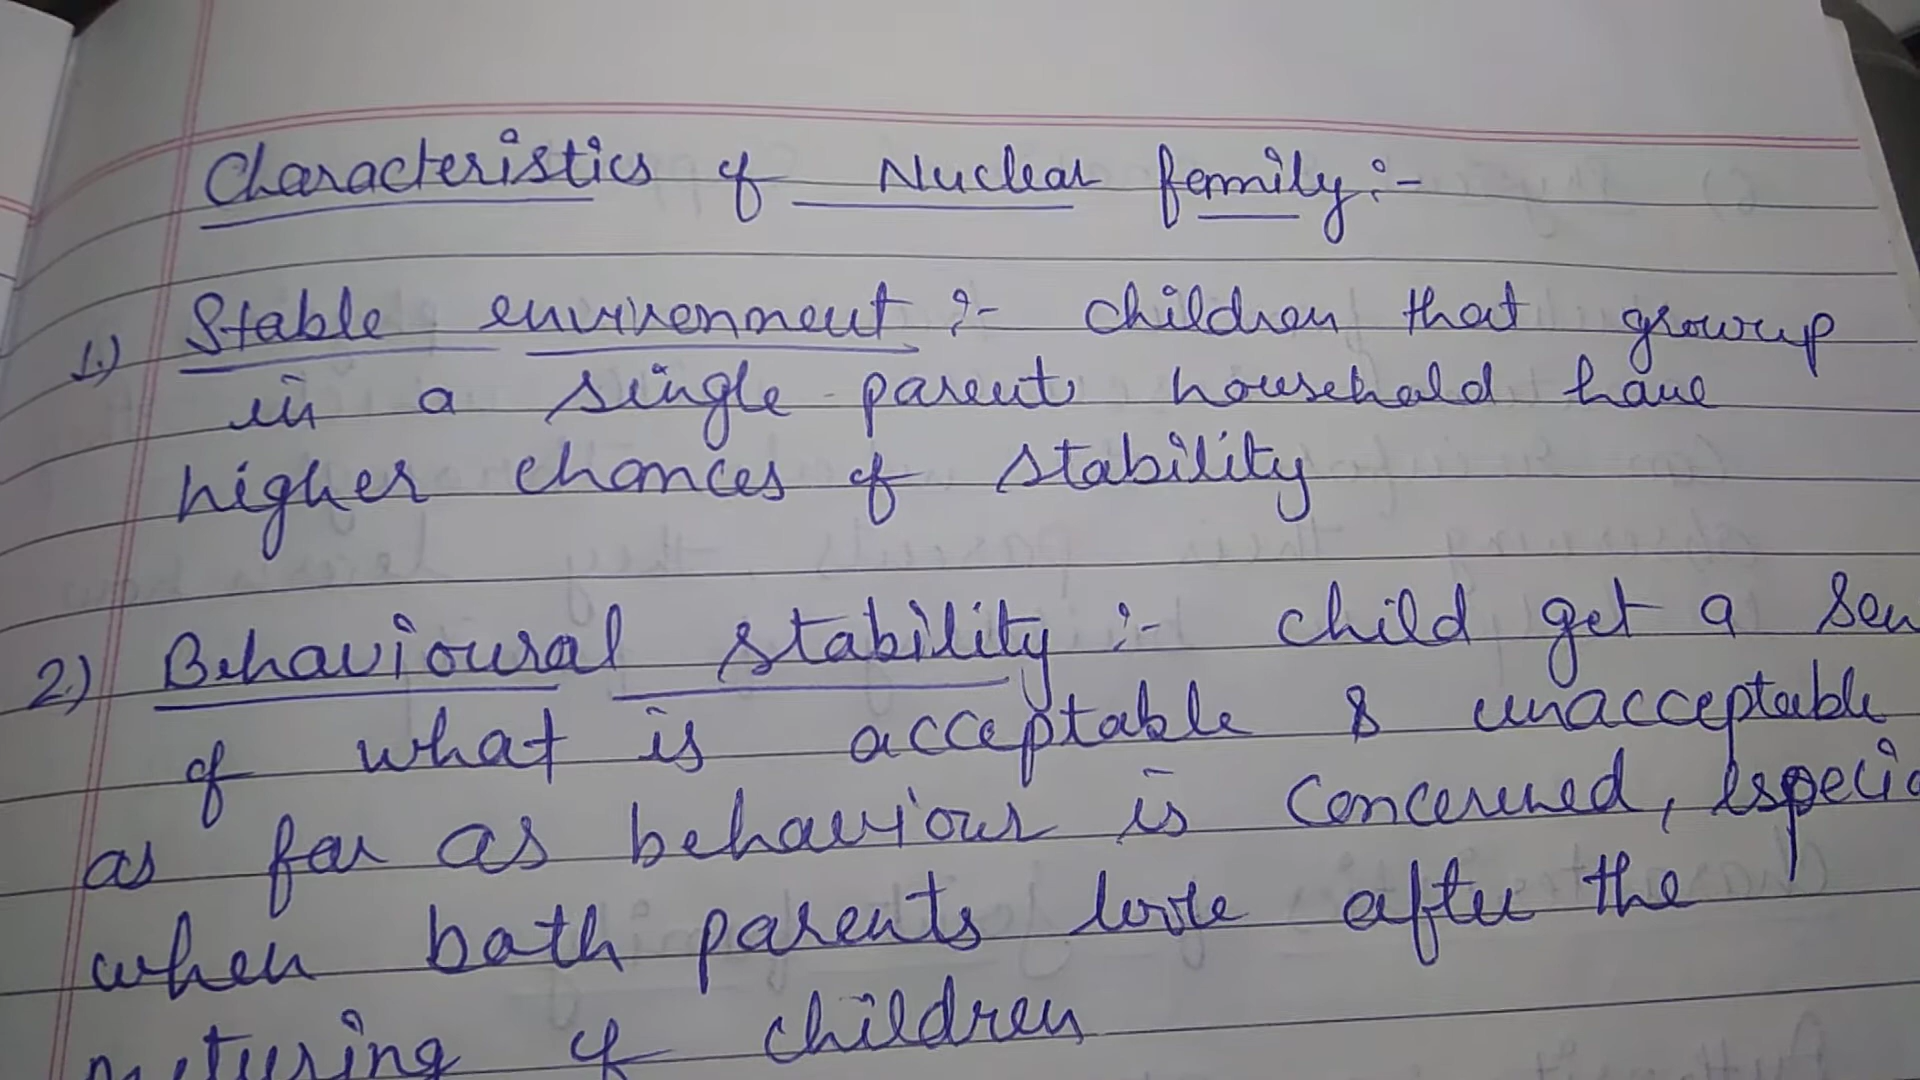 Characteristics of Nuclear family :-
1.) Stable environment :- children that growup
in a single parent household have
higher chances of stability
2.) Behavioural stability :- child get a
of what is acceptable & unacceptable
as far as behaviour is concerned,
when both parents look after the
of children